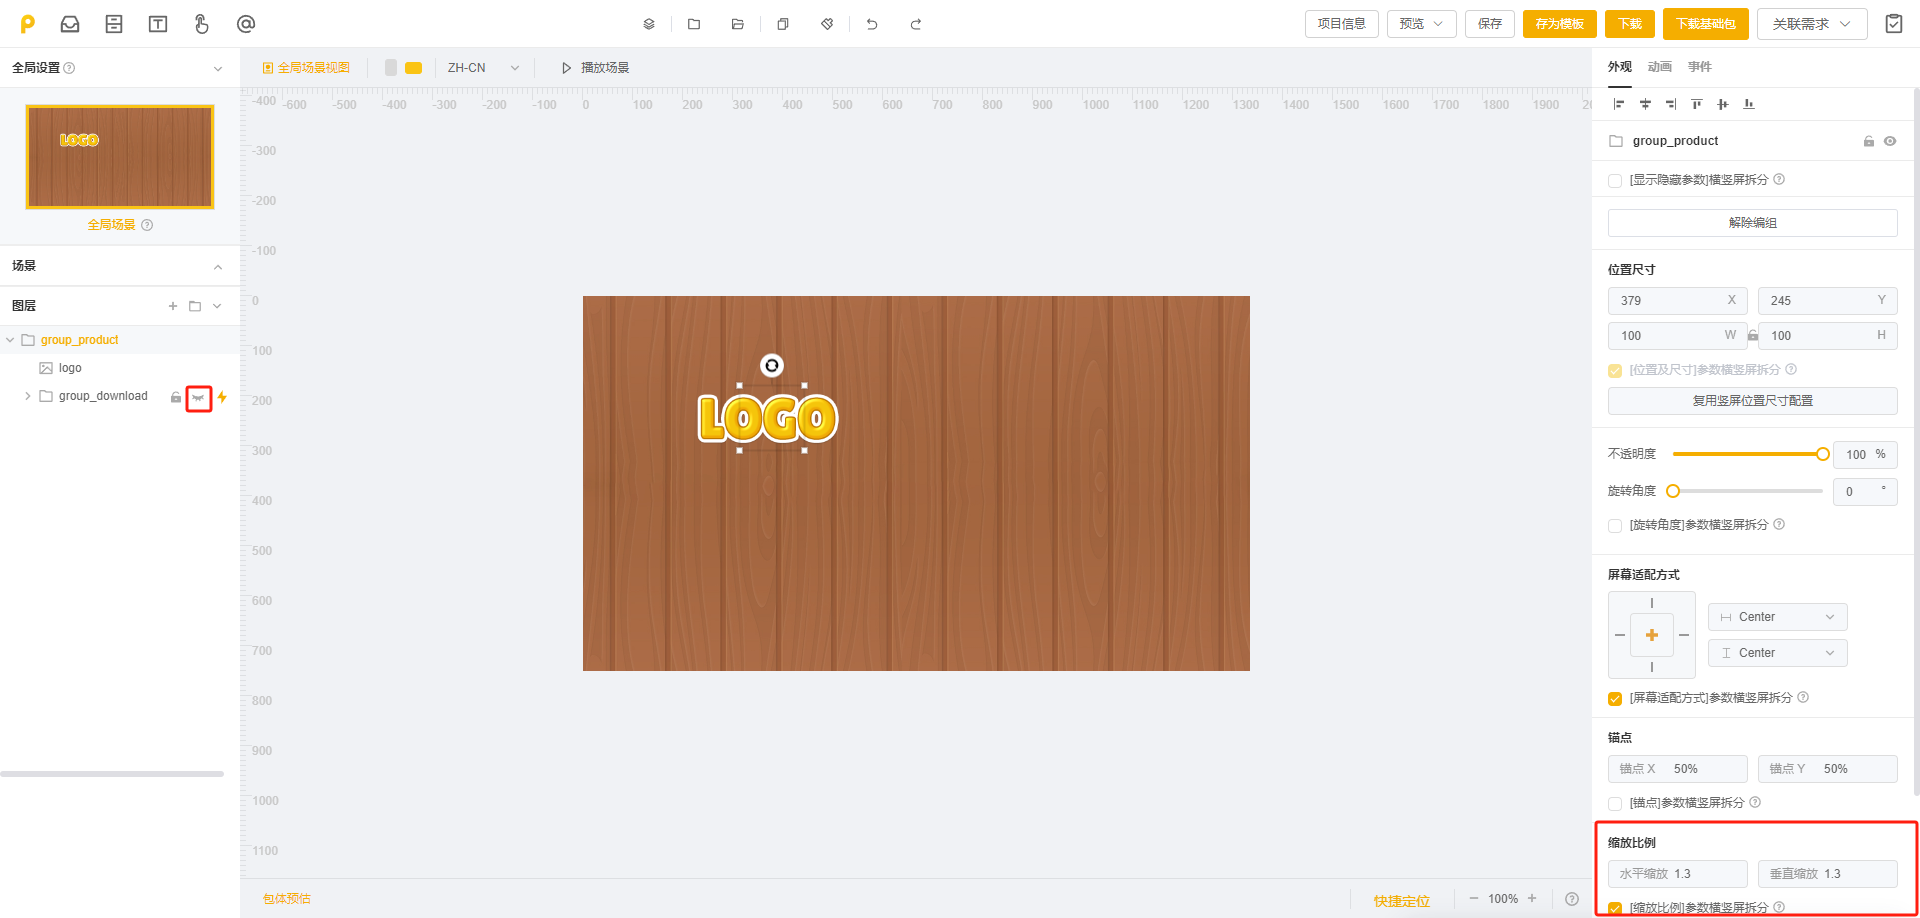 项目信息
预览
保存
存为模板
下载
下载基础包
关联需求
全局设置
全局场景视图
ZH-CN
播放场景
外观 动画 事件
-600 -500 -400 -300 -200 -100 0 100 200 300 400 500 600 700 800 900 1000 1100 1200 1300 1400 1500 1600 1700 1800 1900
-400
-300
-200
-100
0
100
200
300
400
500
600
700
800
900
1000
1100
LOGO
全局场景
场景
图层
group_product
logo
group_download
LOGO
包体预估
快捷定位
100%
group_product
[显示隐藏参数]横竖屏拆分
解除编组
位置尺寸
379 X 245 Y
100 W 100 H
[位置及尺寸]参数横竖屏拆分
复用竖屏位置尺寸配置
不透明度 100 %
旋转角度 0 °
[旋转角度]参数横竖屏拆分
屏幕适配方式
Center
Center
[屏幕适配方式]参数横竖屏拆分
锚点
锚点 X 50% 锚点 Y 50%
[锚点]参数横竖屏拆分
缩放比例
水平缩放 1.3 垂直缩放 1.3
[缩放比例]参数横竖屏拆分